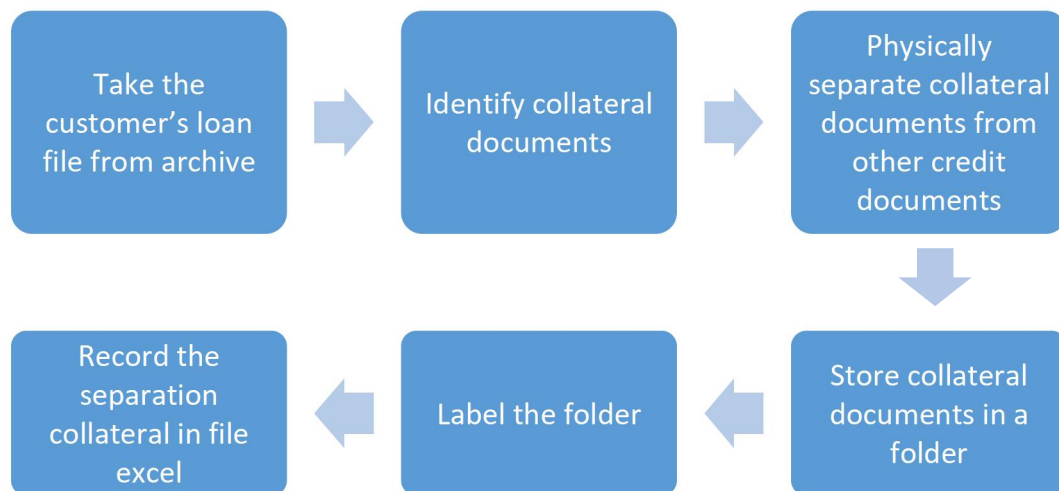 Take the
customer’s loan
file from archive
Identify collateral
documents
Physically
separate collateral
documents from
other credit
documents
Store collateral
documents in a
folder
Label the folder
Record the
separation
collateral in file
excel